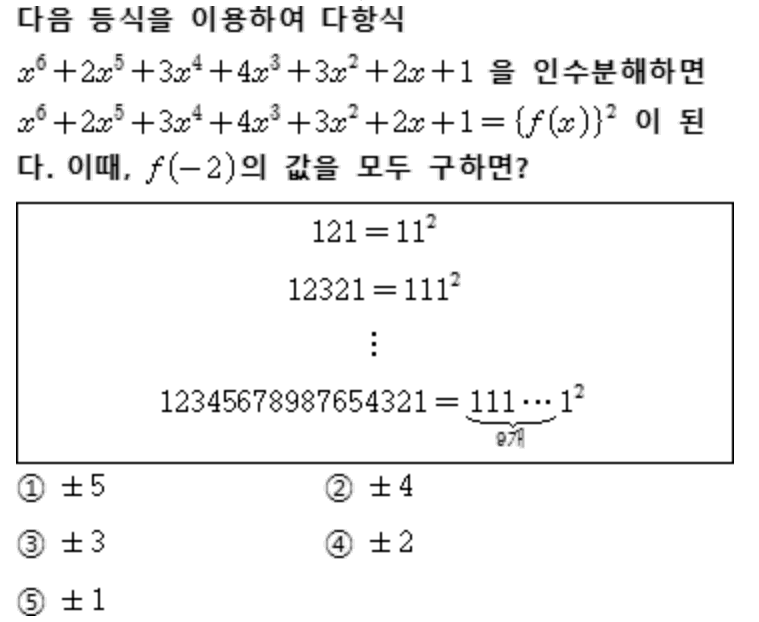 다음 등식을 이용하여 다항식
x⁶+2x⁵+3x⁴+4x³+3x²+2x+1 을 인수분해하면
x⁶+2x⁵+3x⁴+4x³+3x²+2x+1={f(x)}² 이 된
다. 이때, f(−2)의 값을 모두 구하면?
121=11²
12321=111²
⋮
12345678987654321=111⋯1²
9개
① ±5 ② ±4
③ ±3 ④ ±2
⑤ ±1